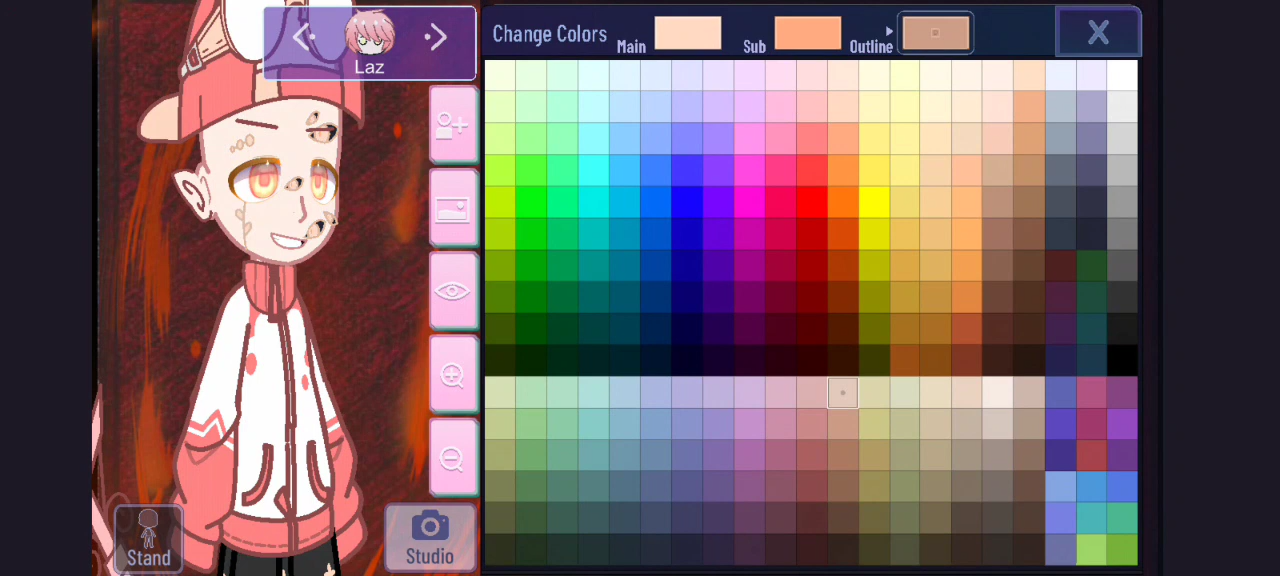 Laz
Change Colors
Main
Sub
Outline
X
Stand
Studio